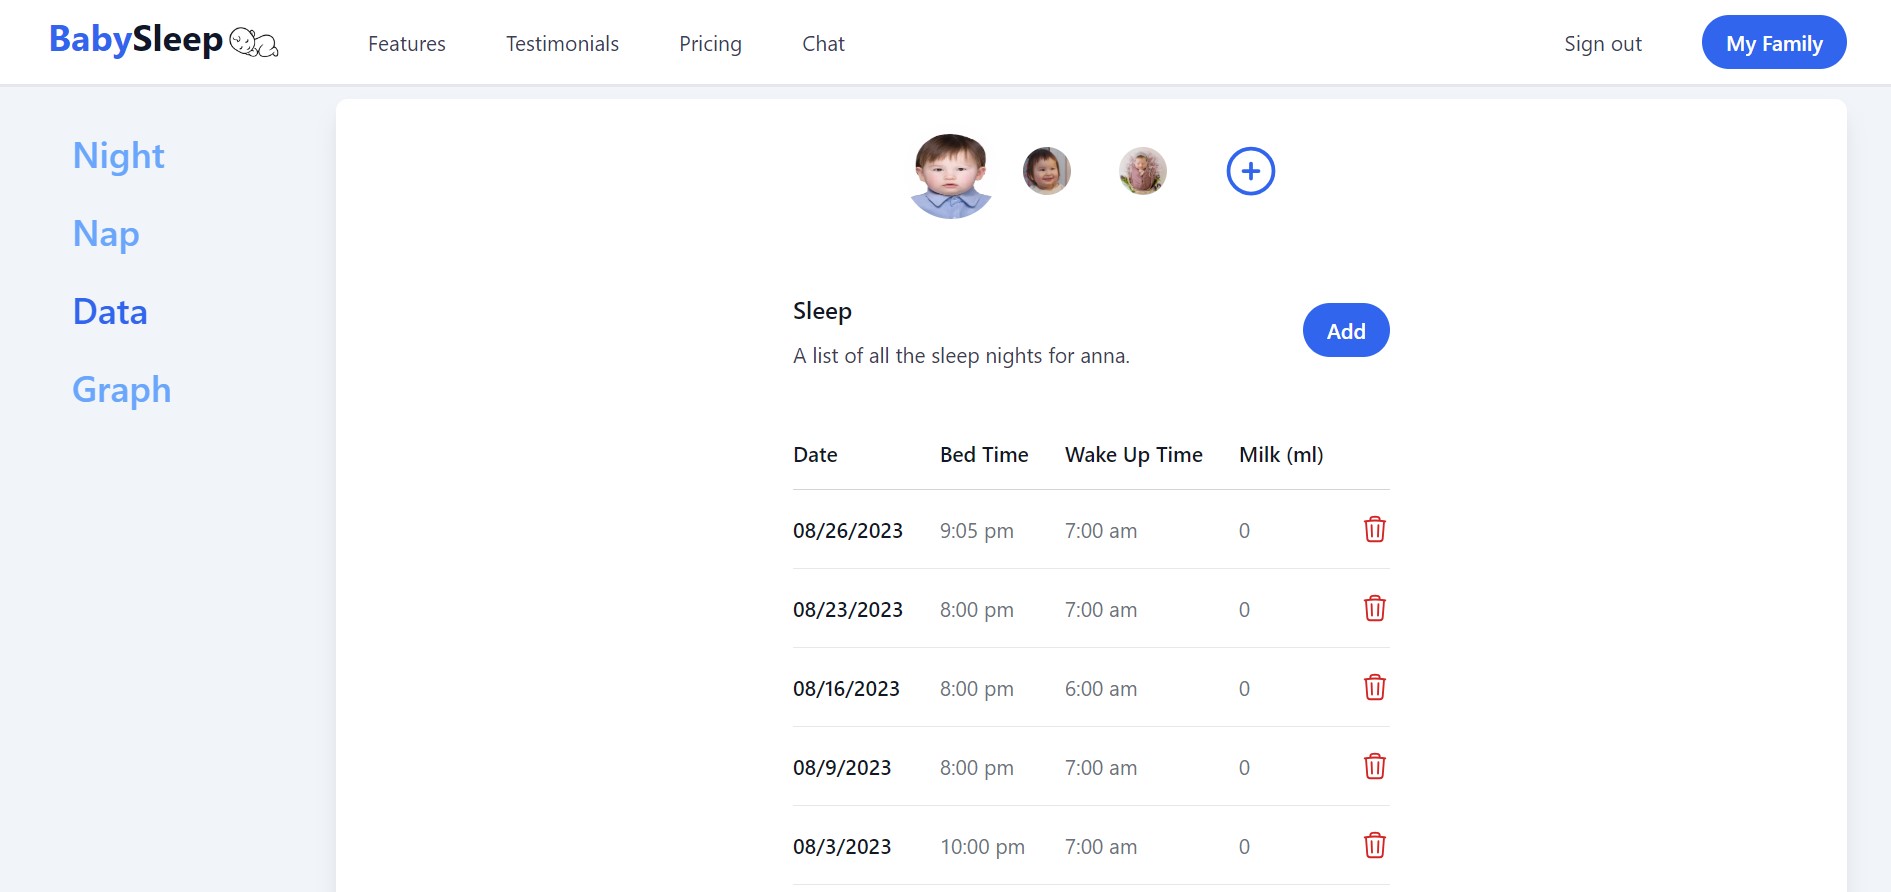 BabySleep Features Testimonials Pricing Chat Sign out My Family
Night
Nap
Data
Graph
Sleep
A list of all the sleep nights for anna.
Add
Date Bed Time Wake Up Time Milk (ml)
08/26/2023 9:05 pm 7:00 am 0
08/23/2023 8:00 pm 7:00 am 0
08/16/2023 8:00 pm 6:00 am 0
08/9/2023 8:00 pm 7:00 am 0
08/3/2023 10:00 pm 7:00 am 0